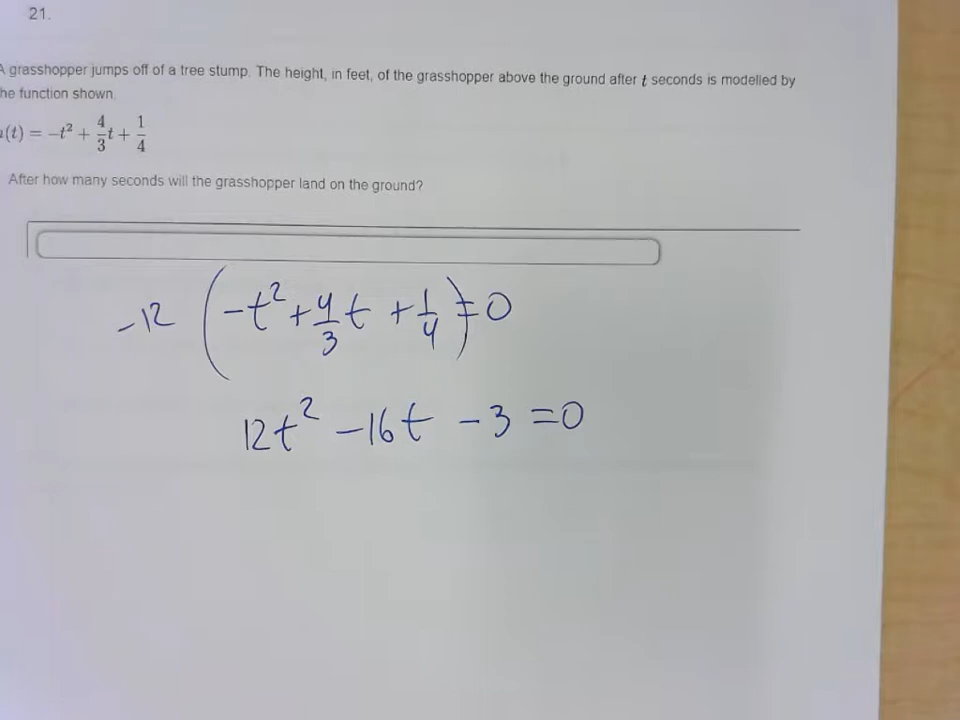 21.
A grasshopper jumps off of a tree stump. The height, in feet, of the grasshopper above the ground after t seconds is modelled by
he function shown.
(t) = -t² + 4/3 t + 1/4
After how many seconds will the grasshopper land on the ground?
-12 (-t² + 4/3 t + 1/4) = 0
12t² - 16t - 3 = 0